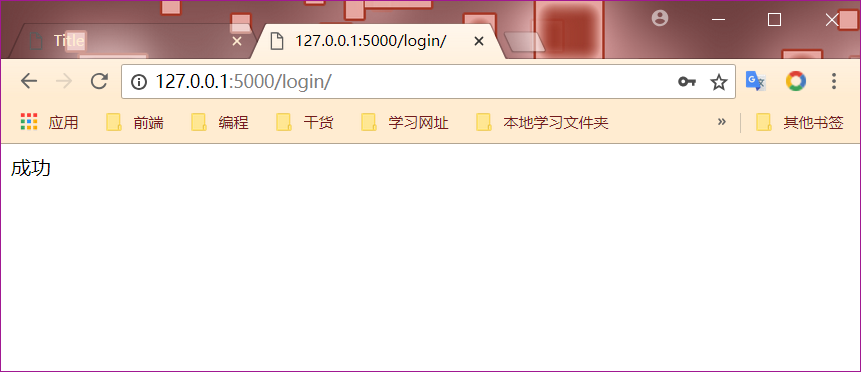 Title
127.0.0.1:5000/login/
127.0.0.1:5000/login/
应用 前端 编程 干货 学习网址 本地学习文件夹 » 其他书签
成功